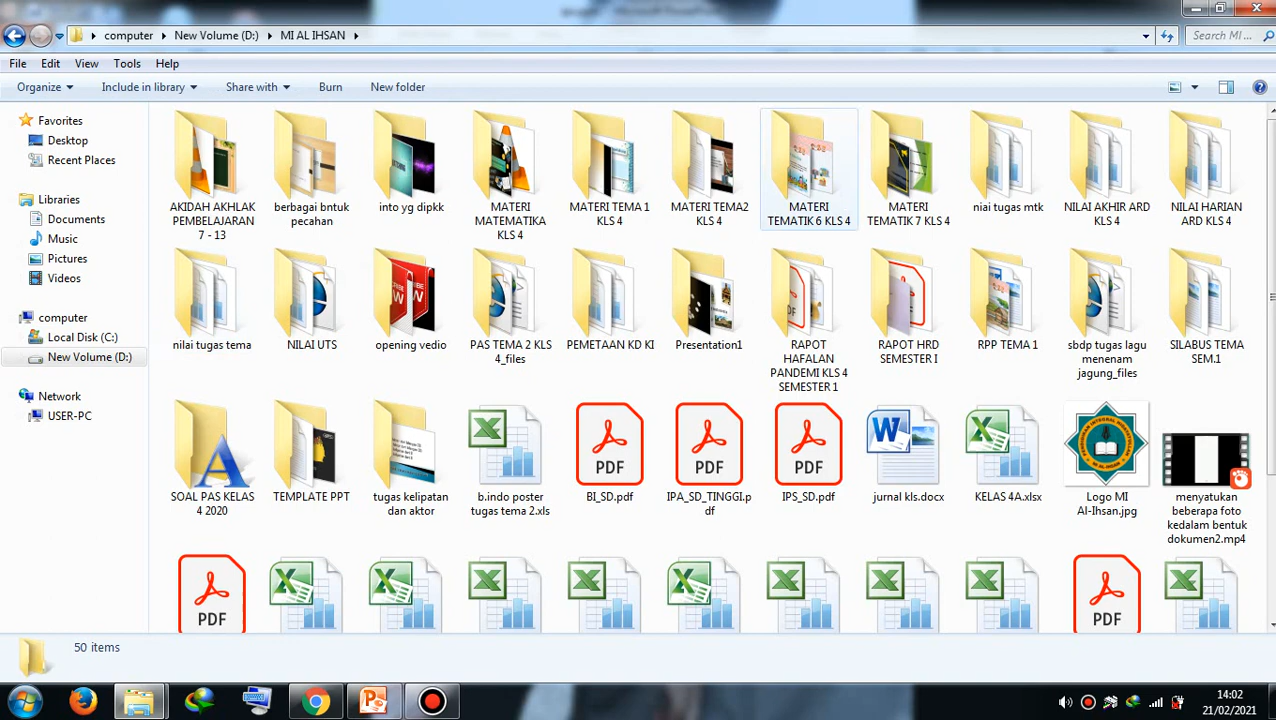 computer New Volume (D:) MI AL IHSAN
Search MI ...
File Edit View Tools Help
Organize Include in library Share with Burn New folder
Favorites
Desktop
Recent Places
Libraries
Documents
Music
Pictures
Videos
computer
Local Disk (C:)
New Volume (D:)
Network
USER-PC
AKIDAH AKHLAK
PEMBELAJARAN
7 - 13
berbagai bntuk
pecahan
into yg dipkk
MATERI
MATEMATIKA
KLS 4
MATERI TEMA 1
KLS 4
MATERI TEMA2
KLS 4
MATERI
TEMATIK 6 KLS 4
MATERI
TEMATIK 7 KLS 4
niai tugas mtk
NILAI AKHIR ARD
KLS 4
NILAI HARIAN
ARD KLS 4
nilai tugas tema
NILAI UTS
opening vedio
PAS TEMA 2 KLS
4_files
PEMETAAN KD KI
Presentation1
RAPOT
HAFALAN
PANDEMI KLS 4
SEMESTER 1
RAPOT HRD
SEMESTER I
RPP TEMA 1
sbdp tugas lagu
menenam
jagung_files
SILABUS TEMA
SEM.1
SOAL PAS KELAS
4 2020
TEMPLATE PPT
tugas kelipatan
dan aktor
b.indo poster
tugas tema 2.xls
PDF
BI_SD.pdf
PDF
IPA_SD_TINGGI.p
df
PDF
IPS_SD.pdf
jurnal kls.docx
KELAS 4A.xlsx
Logo MI
Al-Ihsan.jpg
menyatukan
beberapa foto
kedalam bentuk
dokumen2.mp4
PDF
PDF
50 items
14:02
21/02/2021